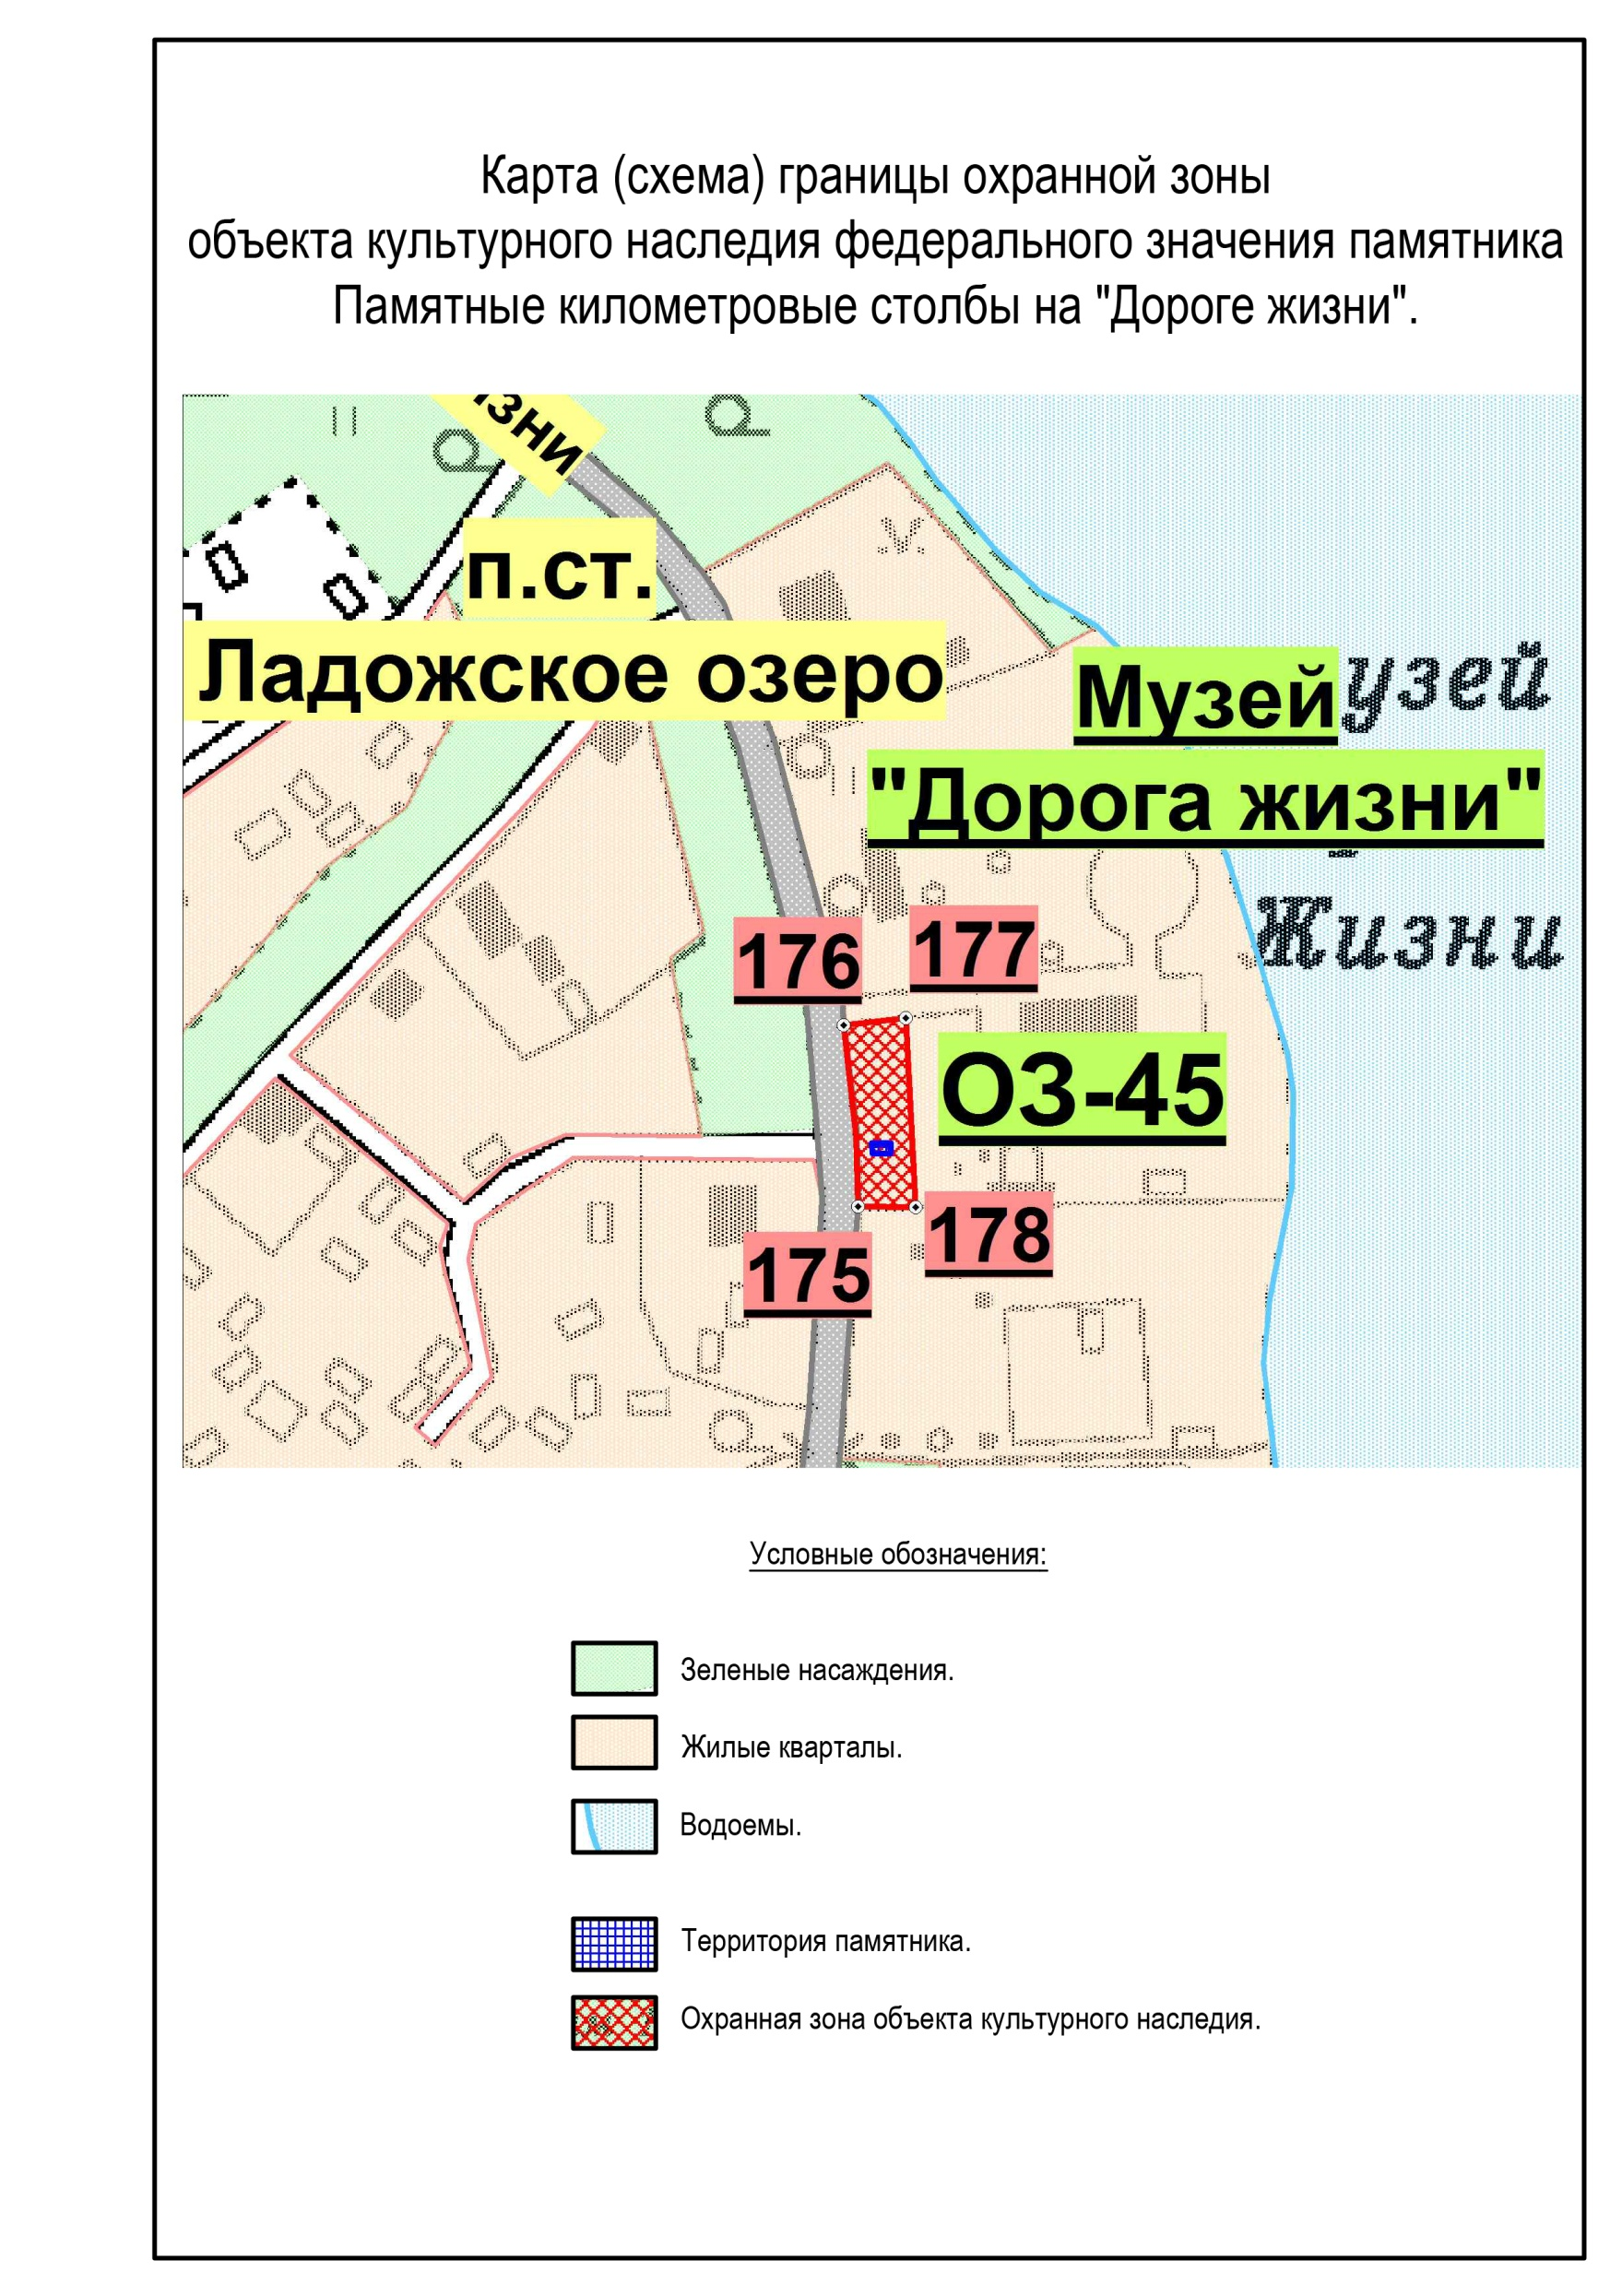 Карта (схема) границы охранной зоны
объекта культурного наследия федерального значения памятника
Памятные километровые столбы на "Дороге жизни".
п.ст.
Ладожское озеро
Музей
"Дорога жизни"
Жизни
176
177
ОЗ-45
178
175
Условные обозначения:
Зеленые насаждения.
Жилые кварталы.
Водоемы.
Территория памятника.
Охранная зона объекта культурного наследия.